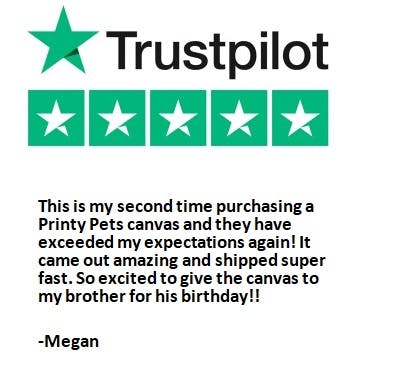 Trustpilot
This is my second time purchasing a
Printy Pets canvas and they have
exceeded my expectations again! It
came out amazing and shipped super
fast. So excited to give the canvas to
my brother for his birthday!!
-Megan